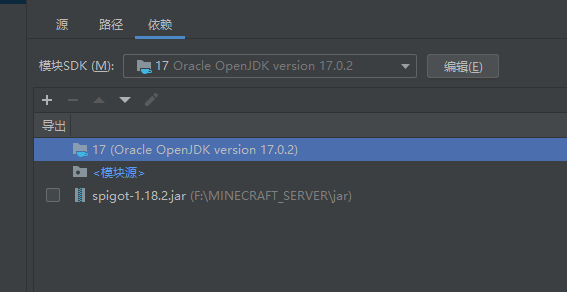 源 路径 依赖
模块SDK (M): 17 Oracle OpenJDK version 17.0.2 编辑(E)
导出
17 (Oracle OpenJDK version 17.0.2)
<模块源>
spigot-1.18.2.jar (F:\MINECRAFT_SERVER\jar)